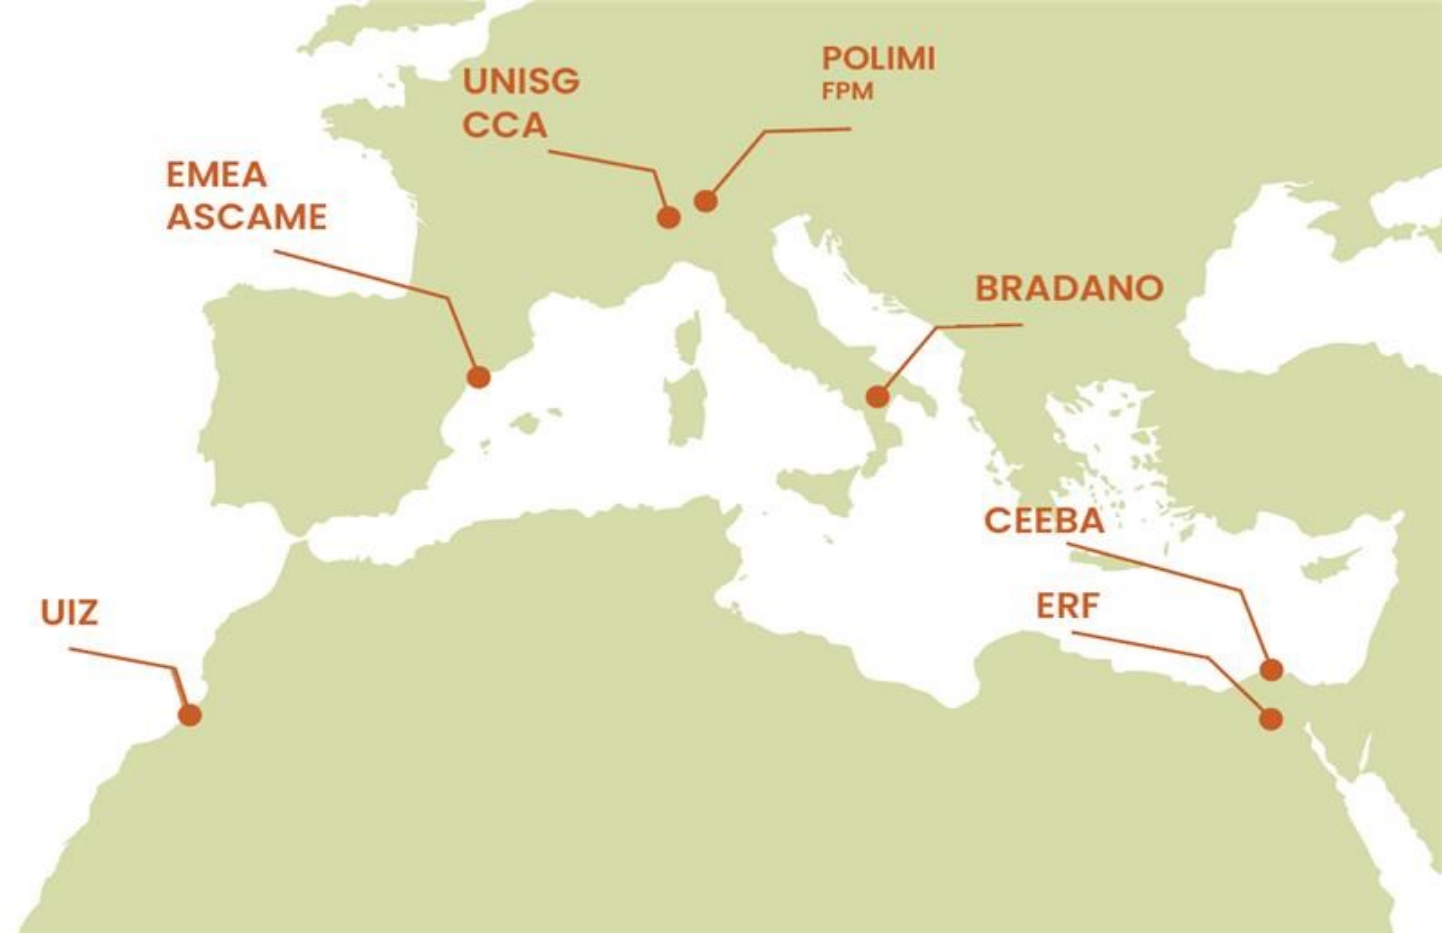 POLIMI
FPM
UNISG
CCA
EMEA
ASCAME
BRADANO
CEEBA
ERF
UIZ